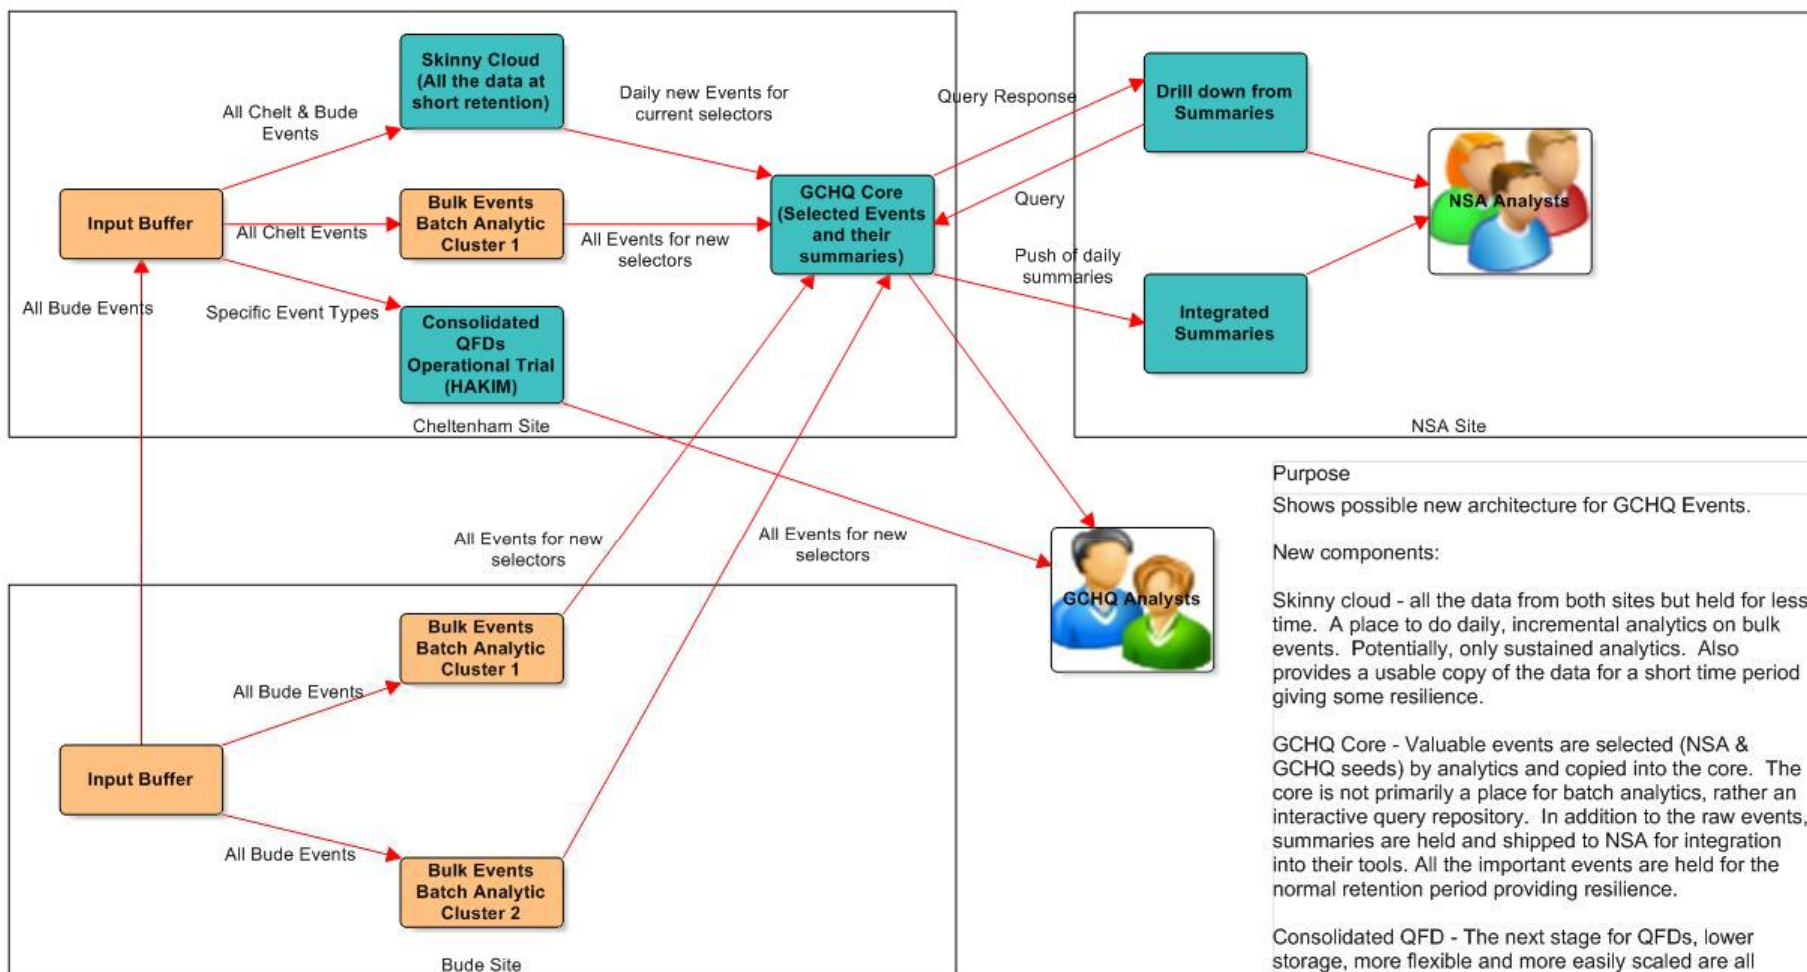 Skinny Cloud
(All the data at
short retention)
All Chelt & Bude
Events
Daily new Events for
current selectors
Input Buffer
All Chelt Events
Bulk Events
Batch Analytic
Cluster 1
All Events for new
selectors
GCHQ Core
(Selected Events
and their
summaries)
All Bude Events
Specific Event Types
Consolidated
QFDs
Operational Trial
(HAKIM)
Cheltenham Site
Query Response
Query
Push of daily
summaries
Drill down from
Summaries
Integrated
Summaries
NSA Analysts
NSA Site
All Events for new
selectors
All Events for new
selectors
GCHQ Analysts
Bulk Events
Batch Analytic
Cluster 1
All Bude Events
Input Buffer
All Bude Events
Bulk Events
Batch Analytic
Cluster 2
Bude Site
Purpose
Shows possible new architecture for GCHQ Events.
New components:
Skinny cloud - all the data from both sites but held for less
time. A place to do daily, incremental analytics on bulk
events. Potentially, only sustained analytics. Also
provides a usable copy of the data for a short time period
giving some resilience.
GCHQ Core - Valuable events are selected (NSA &
GCHQ seeds) by analytics and copied into the core. The
core is not primarily a place for batch analytics, rather an
interactive query repository. In addition to the raw events,
summaries are held and shipped to NSA for integration
into their tools. All the important events are held for the
normal retention period providing resilience.
Consolidated QFD - The next stage for QFDs, lower
storage, more flexible and more easily scaled are all